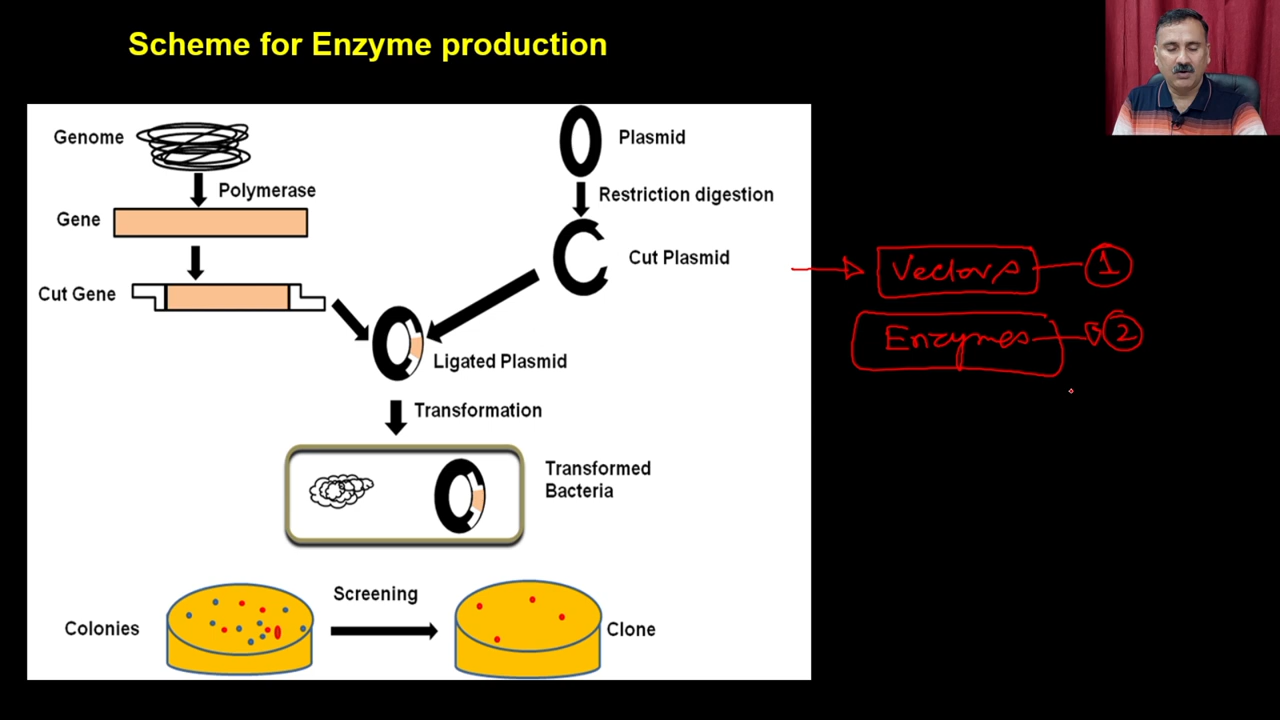 Scheme for Enzyme production
Genome
Polymerase
Gene
Cut Gene
Plasmid
Restriction digestion
Cut Plasmid
Ligated Plasmid
Transformation
Transformed
Bacteria
Colonies
Screening
Clone
Vectors 1
Enzymes 2